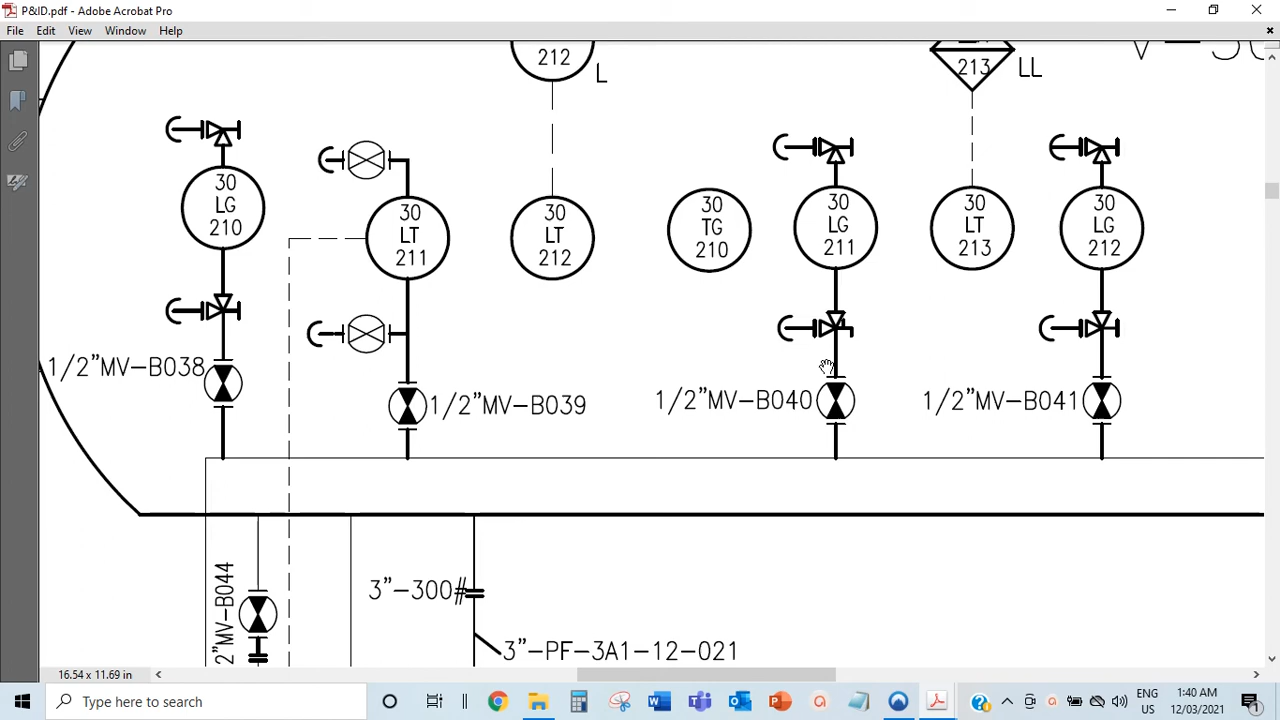 P&ID.pdf - Adobe Acrobat Pro
File Edit View Window Help
212
L
213
LL
30
LG
210
30
LT
211
30
LT
212
30
TG
210
30
LG
211
30
LT
213
30
LG
212
1/2"MV-B038
1/2"MV-B039
1/2"MV-B040
1/2"MV-B041
2"MV-B044
3"-300#
3"-PF-3A1-12-021
16.54 x 11.69 in
Type here to search
ENG
US
1:40 AM
12/03/2021